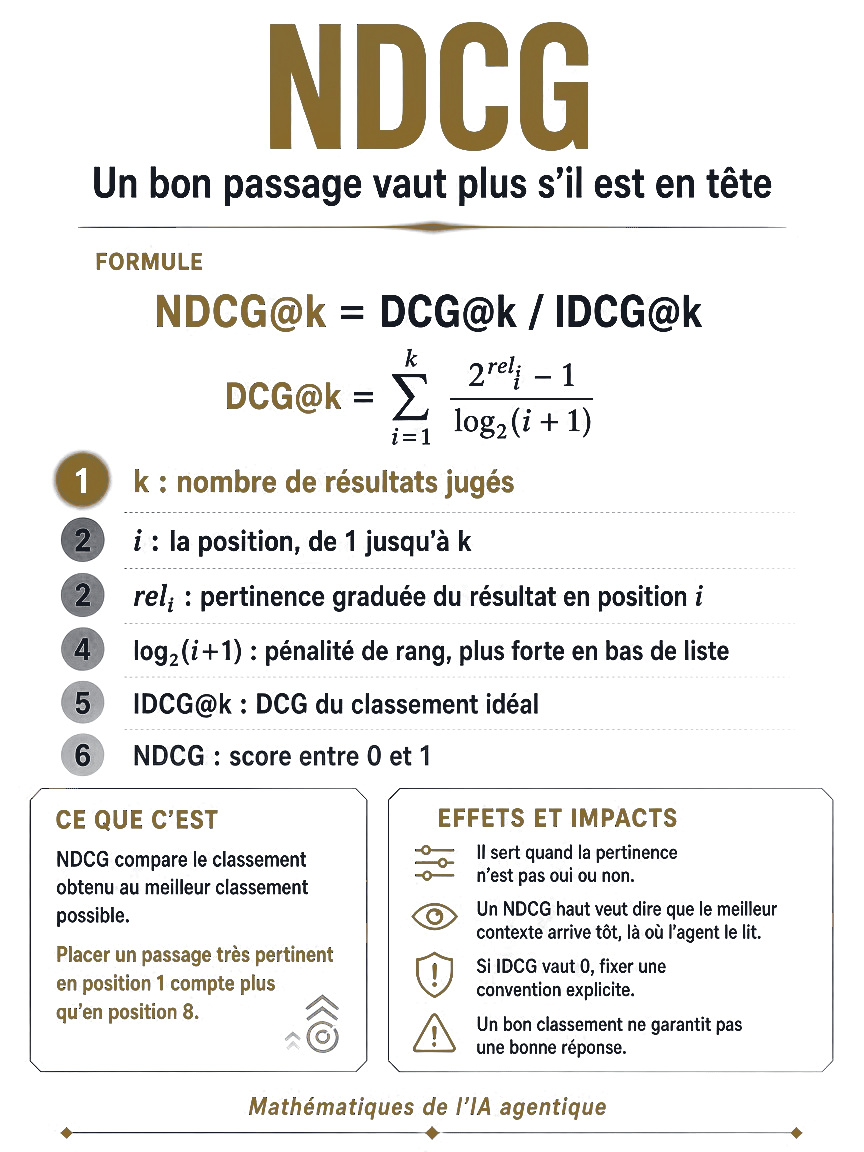 NDCG
Un bon passage vaut plus s’il est en tête
FORMULE
NDCG@k = DCG@k / IDCG@k
DCG@k = \sum_{i=1}^{k} \frac{2^{rel_i}_i - 1}{\log_2(i + 1)}
1 k : nombre de résultats jugés
2 i : la position, de 1 jusqu’à k
2 rel_i : pertinence graduée du résultat en position i
4 log₂(i+1) : pénalité de rang, plus forte en bas de liste
5 IDCG@k : DCG du classement idéal
6 NDCG : score entre 0 et 1
CE QUE C’EST
NDCG compare le classement
obtenu au meilleur classement
possible.
Placer un passage très pertinent
en position 1 compte plus
qu’en position 8.
EFFETS ET IMPACTS
Il sert quand la pertinence
n’est pas oui ou non.
Un NDCG haut veut dire que le meilleur
contexte arrive tôt, là où l’agent le lit.
Si IDCG vaut 0, fixer une
convention explicite.
Un bon classement ne garantit pas
une bonne réponse.
Mathématiques de l’IA agentique